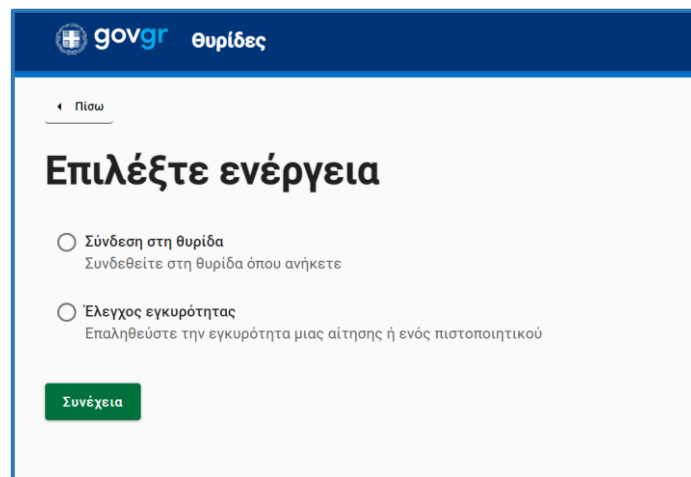 govgr Θυρίδες
Πίσω
Επιλέξτε ενέργεια
Σύνδεση στη θυρίδα
Συνδεθείτε στη θυρίδα όπου ανήκετε
Έλεγχος εγκυρότητας
Επαληθεύστε την εγκυρότητα μιας αίτησης ή ενός πιστοποιητικού
Συνέχεια